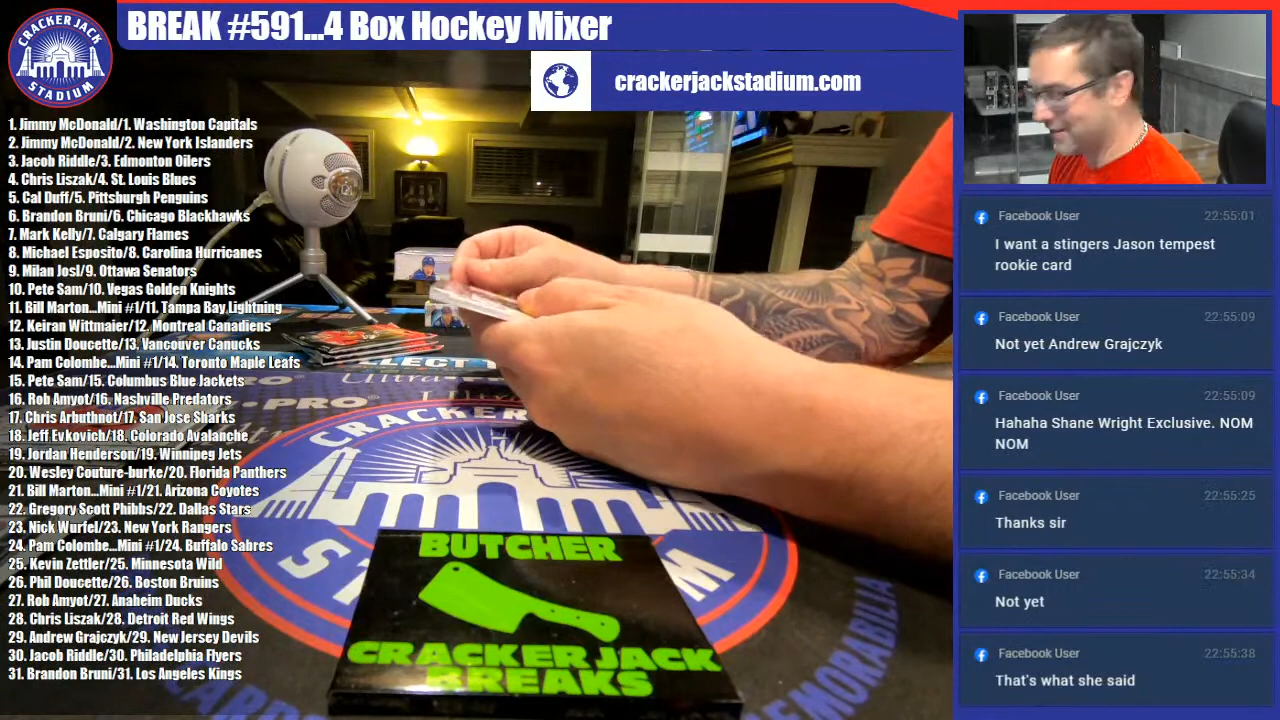 CRACKER JACK
STADIUM
BREAK #591...4 Box Hockey Mixer
crackerjackstadium.com
1. Jimmy McDonald/1. Washington Capitals
2. Jimmy McDonald/2. New York Islanders
3. Jacob Riddle/3. Edmonton Oilers
4. Chris Liszak/4. St. Louis Blues
5. Cal Duff/5. Pittsburgh Penguins
6. Brandon Bruni/6. Chicago Blackhawks
7. Mark Kelly/7. Calgary Flames
8. Michael Esposito/8. Carolina Hurricanes
9. Milan Josl/9. Ottawa Senators
10. Pete Sam/10. Vegas Golden Knights
11. Bill Marton...Mini #1/11. Tampa Bay Lightning
12. Keiran Wittmaier/12. Montreal Canadiens
13. Justin Doucette/13. Vancouver Canucks
14. Pam Colombe...Mini #1/14. Toronto Maple Leafs
15. Pete Sam/15. Columbus Blue Jackets
16. Rob Amyot/16. Nashville Predators
17. Chris Arbuthnot/17. San Jose Sharks
18. Jeff Evkovich/18. Colorado Avalanche
19. Jordan Henderson/19. Winnipeg Jets
20. Wesley Couture-burke/20. Florida Panthers
21. Bill Marton...Mini #1/21. Arizona Coyotes
22. Gregory Scott Phibbs/22. Dallas Stars
23. Nick Wurfel/23. New York Rangers
24. Pam Colombe...Mini #1/24. Buffalo Sabres
25. Kevin Zettler/25. Minnesota Wild
26. Phil Doucette/26. Boston Bruins
27. Rob Amyot/27. Anaheim Ducks
28. Chris Liszak/28. Detroit Red Wings
29. Andrew Grajczyk/29. New Jersey Devils
30. Jacob Riddle/30. Philadelphia Flyers
31. Brandon Bruni/31. Los Angeles Kings
PRO
CRACKER
MEMORABILIA
BUTCHER
CRACKER JACK
BREAKS
Facebook User 22:55:01
I want a stingers Jason tempest
rookie card
Facebook User 22:55:09
Not yet Andrew Grajczyk
Facebook User 22:55:09
Hahaha Shane Wright Exclusive. NOM
NOM
Facebook User 22:55:25
Thanks sir
Facebook User 22:55:34
Not yet
Facebook User 22:55:38
That's what she said